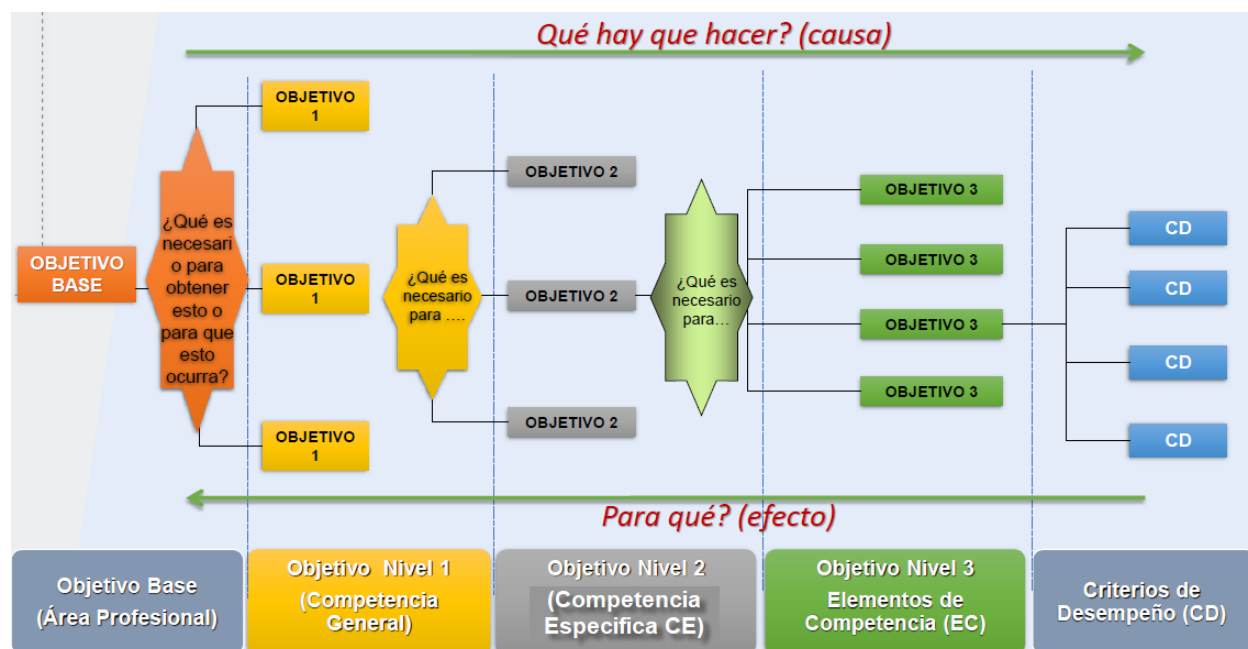 Qué hay que hacer? (causa)
OBJETIVO
BASE
¿Qué es
necesari
o para
obtener
esto o
para que
esto
ocurra?
OBJETIVO
1
OBJETIVO
1
OBJETIVO
1
¿Qué es
necesario
para ….
OBJETIVO 2
OBJETIVO 2
OBJETIVO 2
¿Qué es
necesario
para…
OBJETIVO 3
OBJETIVO 3
OBJETIVO 3
OBJETIVO 3
CD
CD
CD
CD
Para qué? (efecto)
Objetivo Base
(Área Profesional)
Objetivo Nivel 1
(Competencia
General)
Objetivo Nivel 2
(Competencia
Especifica CE)
Objetivo Nivel 3
Elementos de
Competencia (EC)
Criterios de
Desempeño (CD)